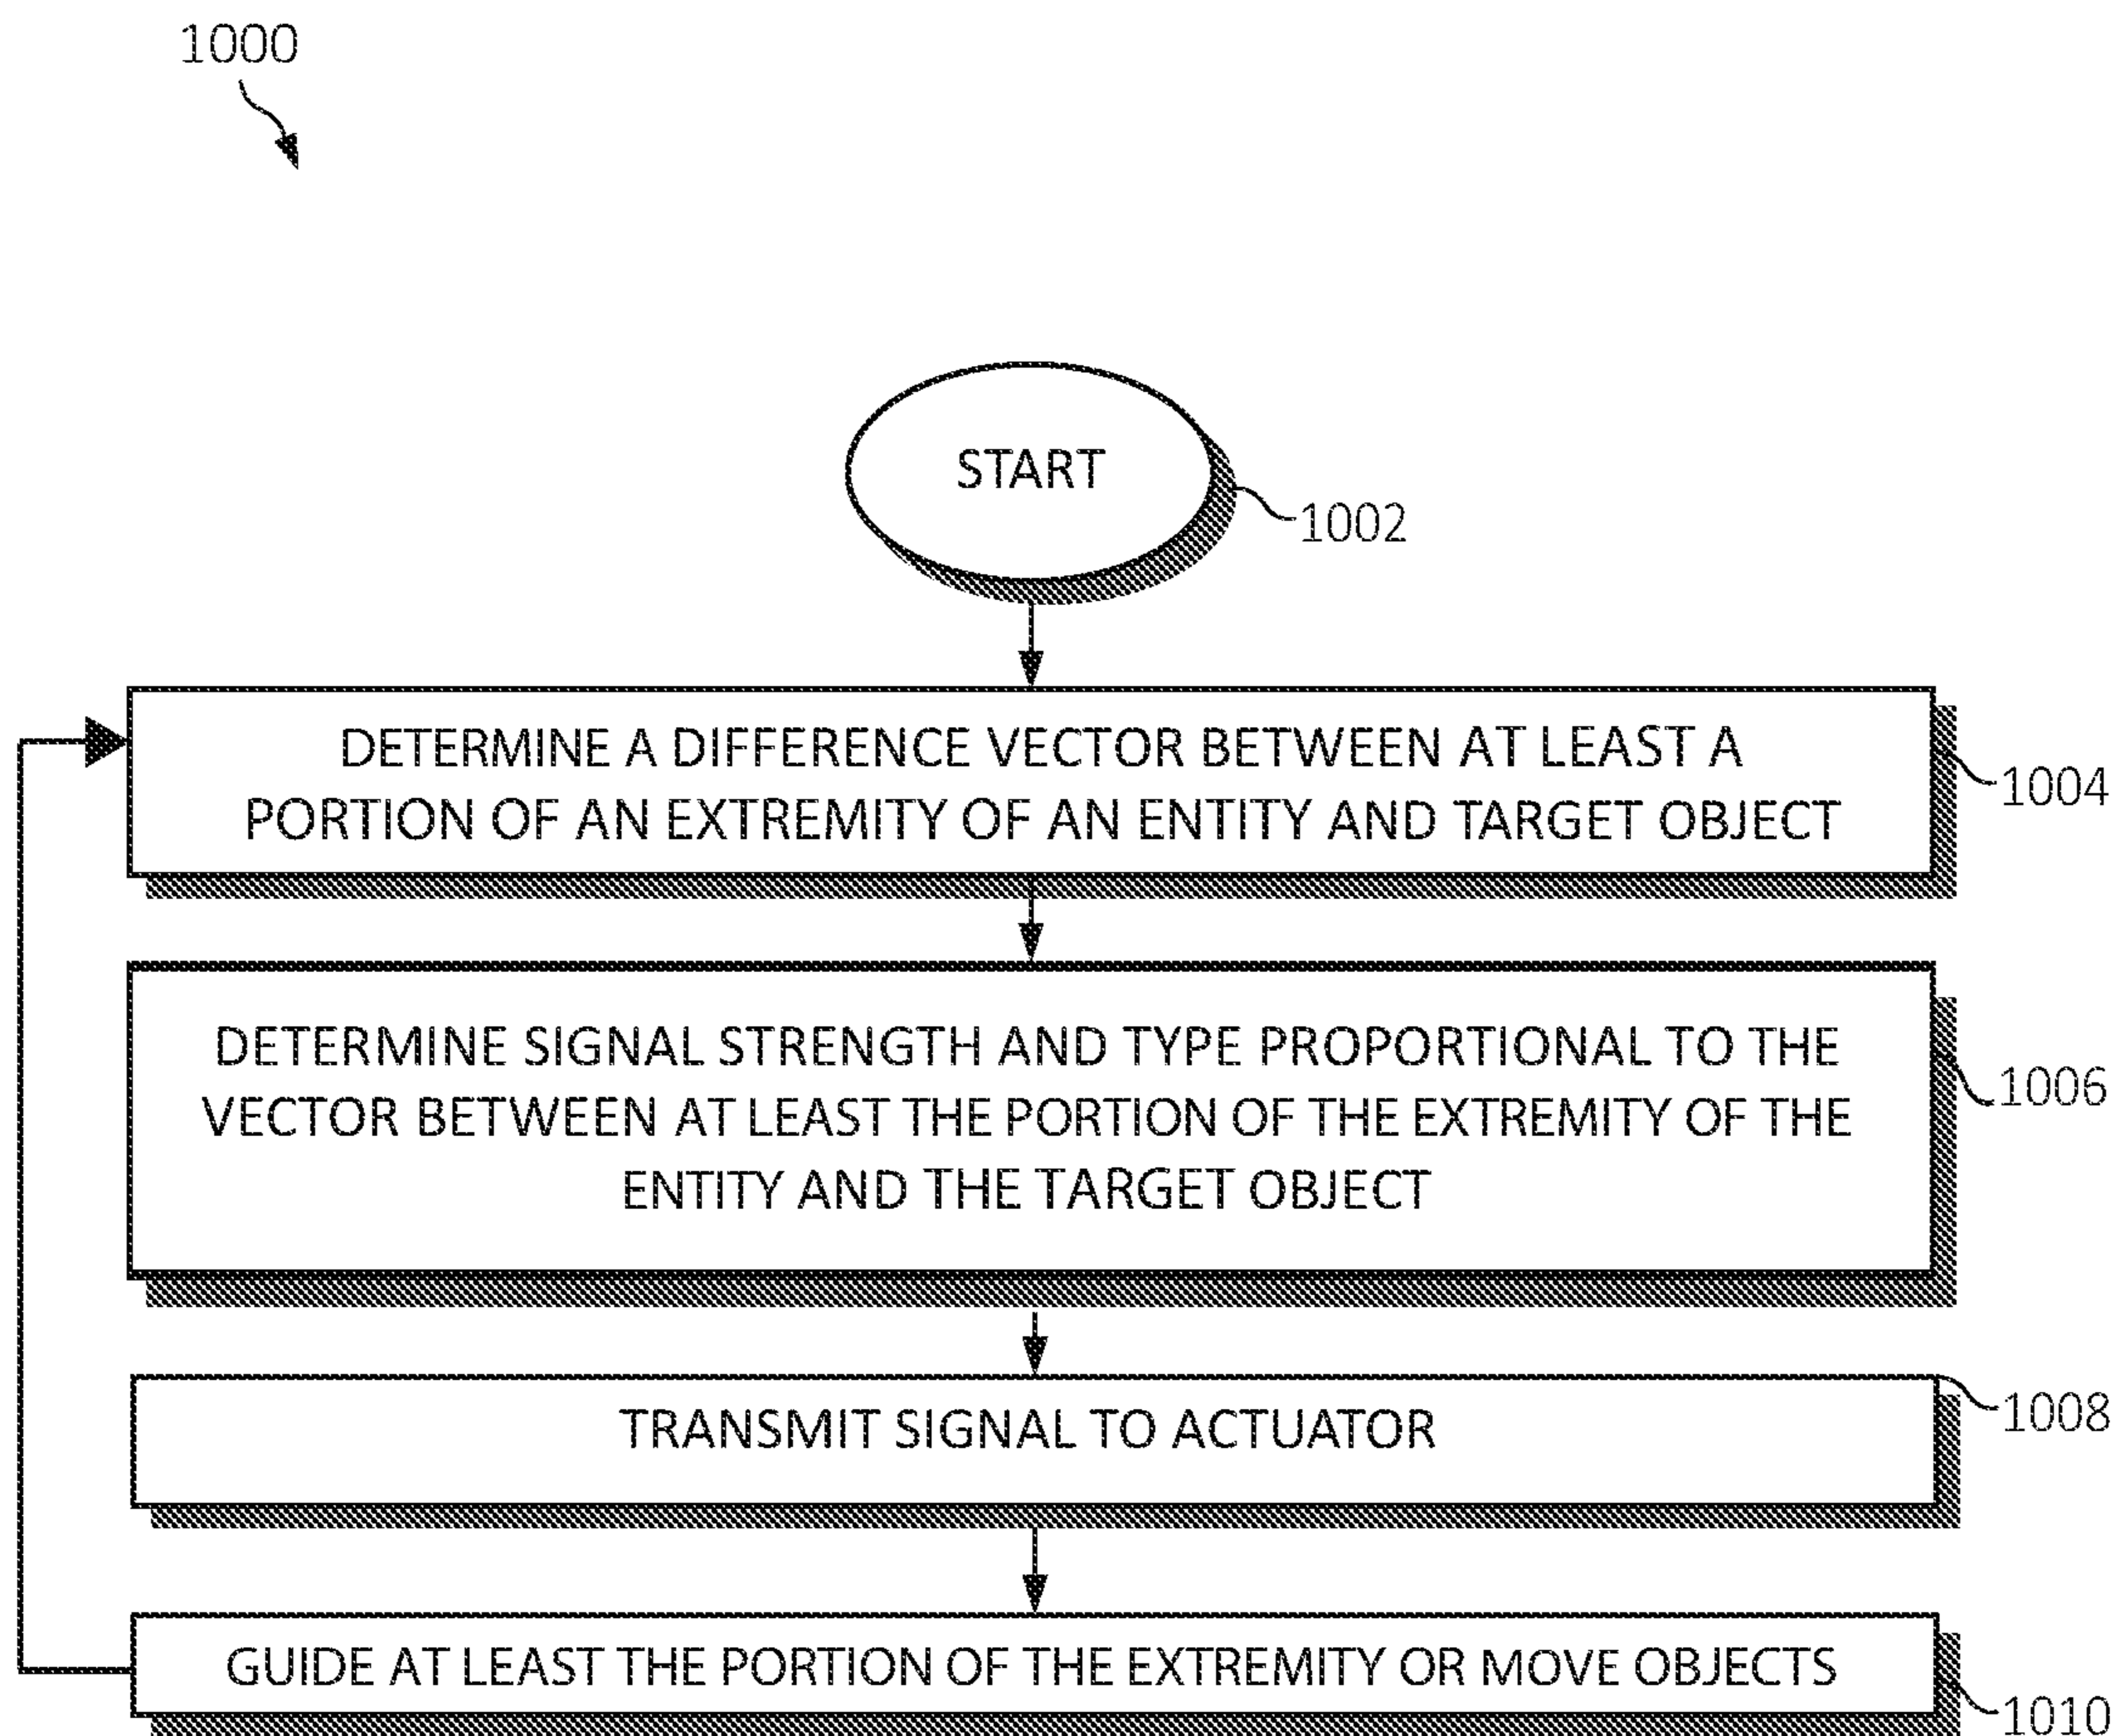 1000
START
1002
DETERMINE A DIFFERENCE VECTOR BETWEEN AT LEAST A
PORTION OF AN EXTREMITY OF AN ENTITY AND TARGET OBJECT
1004
DETERMINE SIGNAL STRENGTH AND TYPE PROPORTIONAL TO THE
VECTOR BETWEEN AT LEAST THE PORTION OF THE EXTREMITY OF THE
ENTITY AND THE TARGET OBJECT
1006
TRANSMIT SIGNAL TO ACTUATOR
1008
GUIDE AT LEAST THE PORTION OF THE EXTREMITY OR MOVE OBJECTS
1010